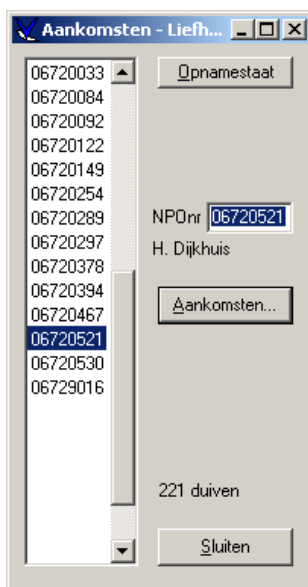 Aankomsten - Liefh...
06720033
06720084
06720092
06720122
06720149
06720254
06720289
06720297
06720378
06720394
06720467
06720521
06720530
06729016
Opnamestaat
NPOnr 06720521
H. Dijkhuis
Aankomsten...
221 duiven
Sluiten